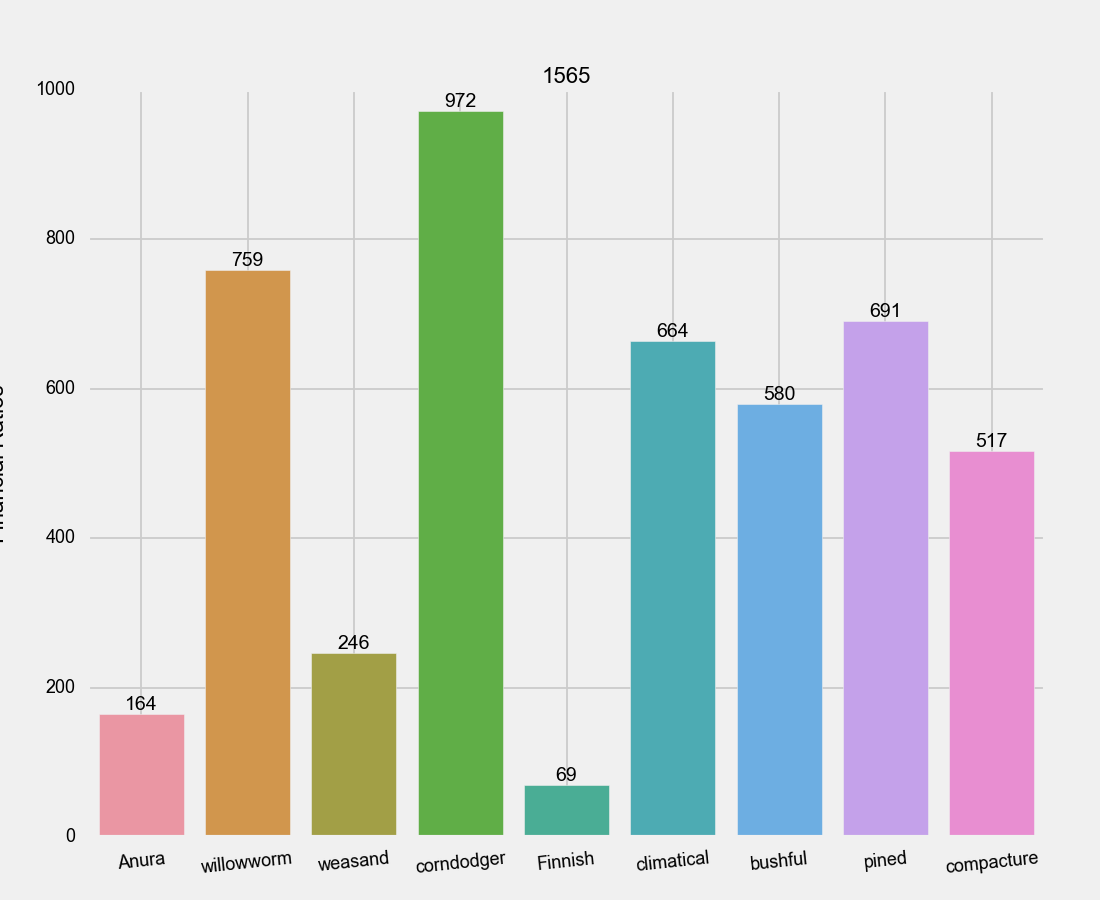 1565
1000
800
600
400
200
0
164
759
246
972
69
664
580
691
517
Anura
willowworm
weasand
corndodger
Finnish
climatical
bushful
pined
compacture